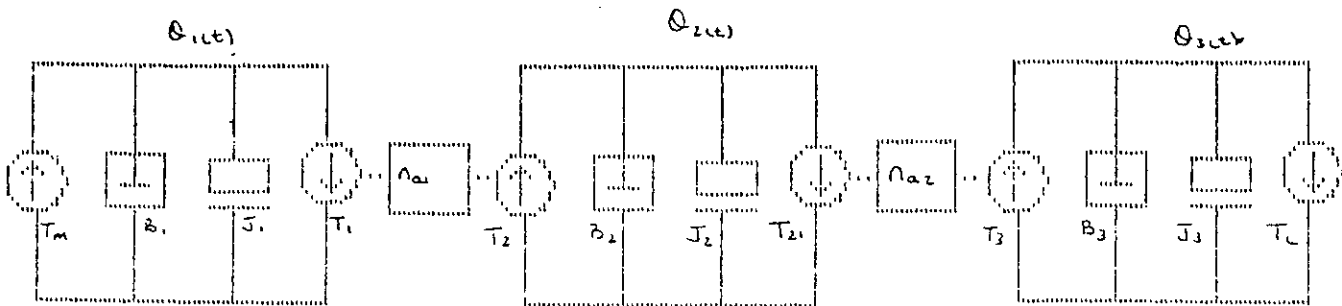 θ₁(t) θ₂(t) θ₃(t)
na1 na2
Tm B₁ J₁ T₁ T₂ B₂ J₂ T₂₁ T₃ B₃ J₃ TL